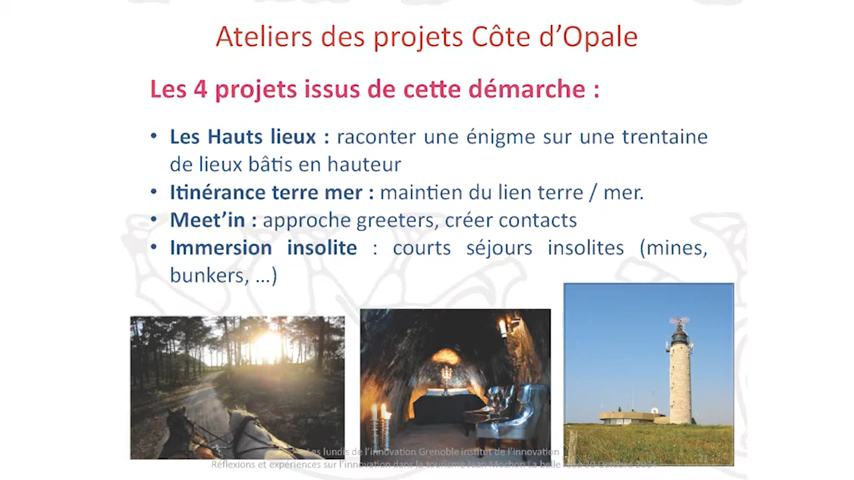 Ateliers des projets Côte d’Opale
Les 4 projets issus de cette démarche :
• Les Hauts lieux : raconter une énigme sur une trentaine
de lieux bâtis en hauteur
• Itinérance terre mer : maintien du lien terre / mer.
• Meet’in : approche greeters, créer contacts
• Immersion insolite : courts séjours insolites (mines,
bunkers, …)
Les lundis de l’innovation Grenoble institut de l’innovation
Réflexions et expériences sur l’innovation dans le tourisme